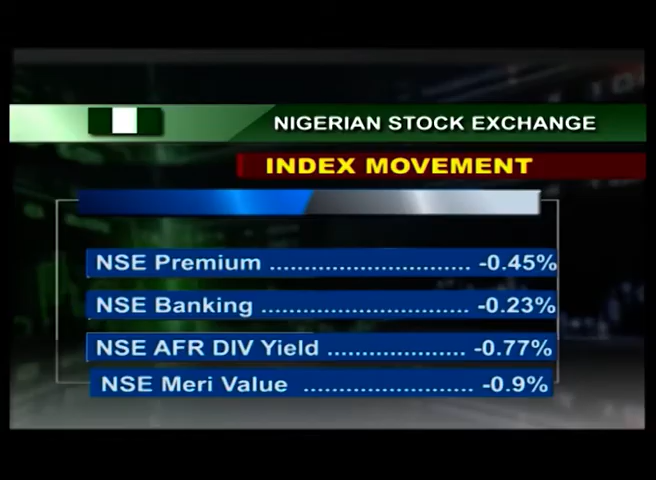 NIGERIAN STOCK EXCHANGE
INDEX MOVEMENT
NSE Premium ............................. -0.45%
NSE Banking .............................. -0.23%
NSE AFR DIV Yield .................... -0.77%
NSE Meri Value ......................... -0.9%